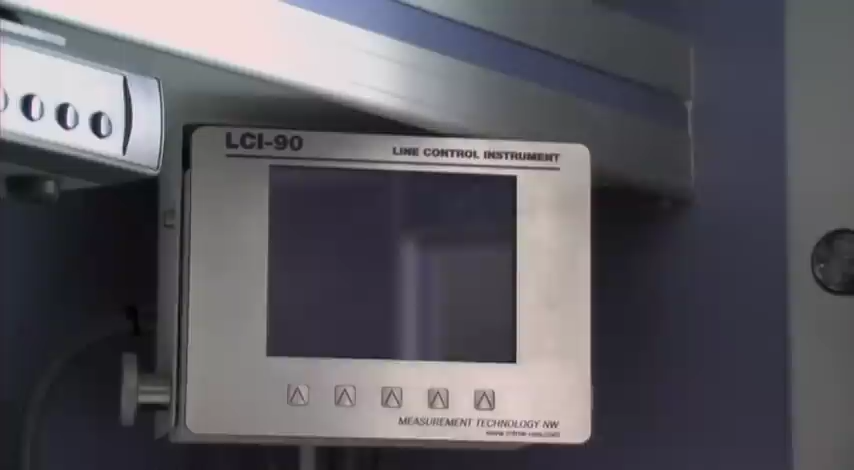 LCI-90
LINE CONTROL INSTRUMENT
MEASUREMENT TECHNOLOGY NW